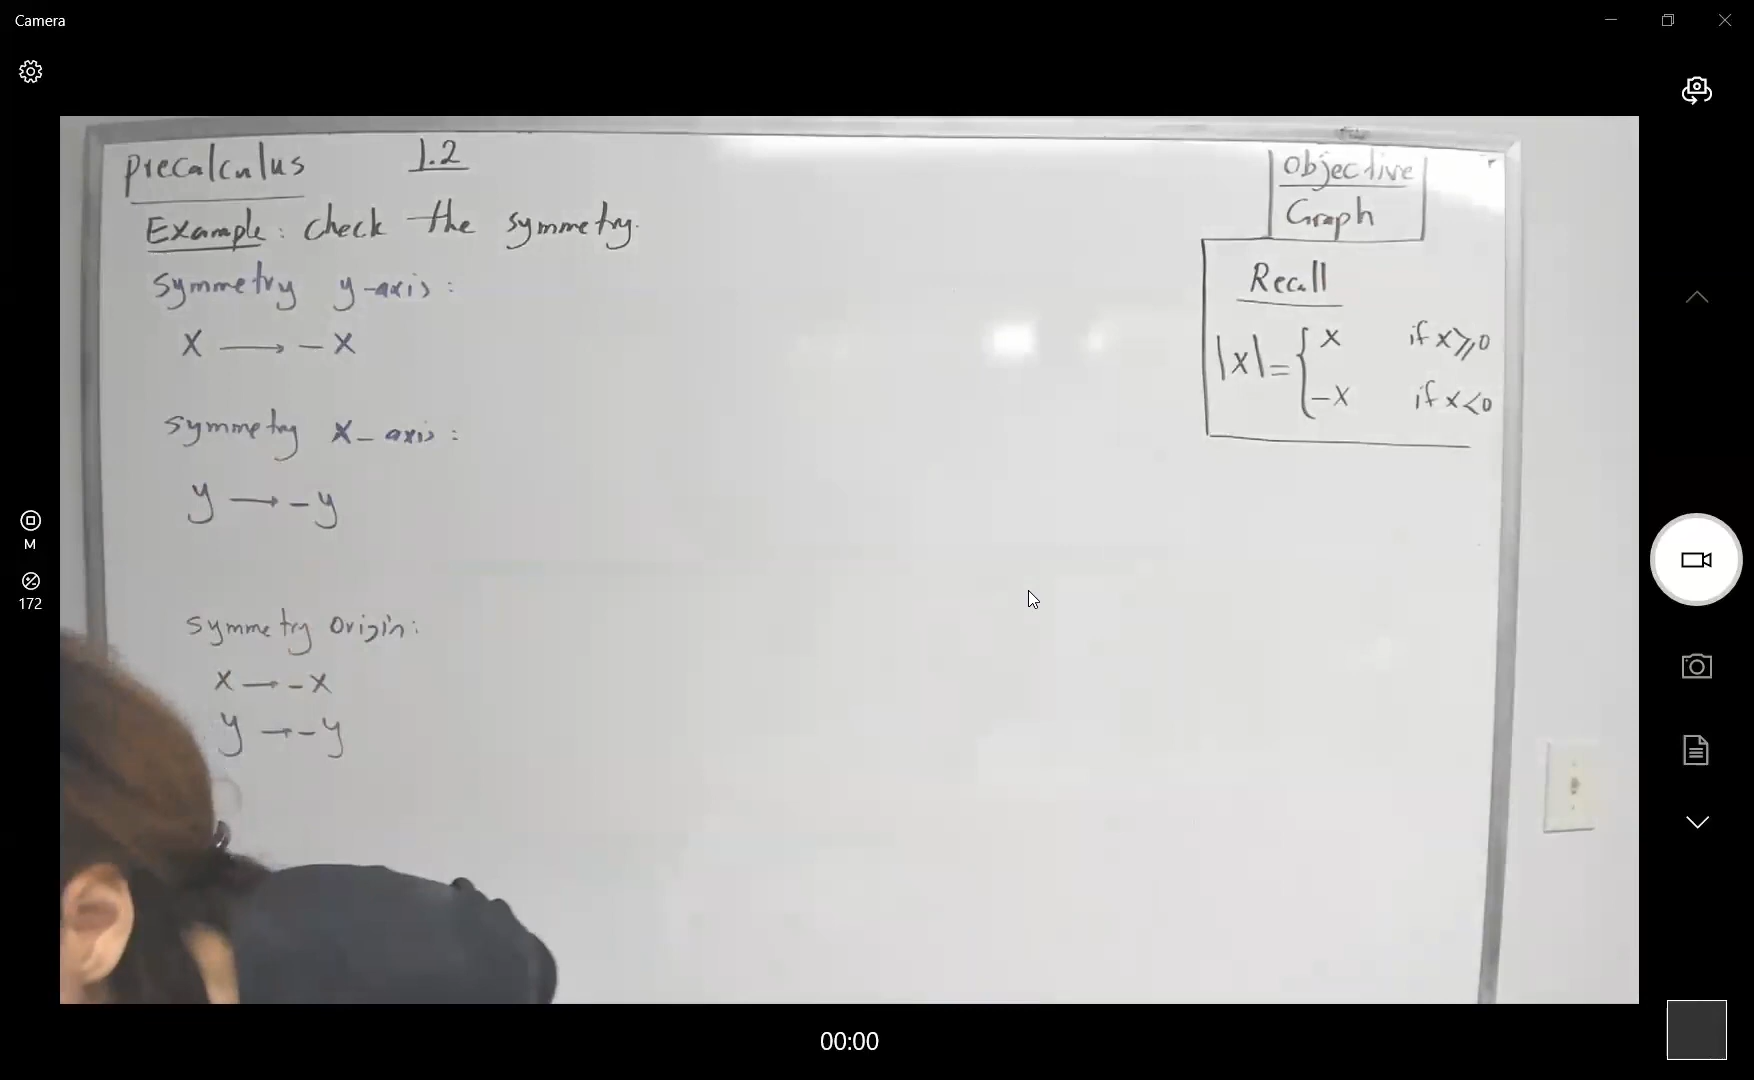 Camera
precalculus 1.2
Example: check the symmetry.
symmetry y-axis:
x → -x
symmetry x-axis:
y → -y
symmetry origin:
x → -x
y → -y
Objective
Graph
Recall
|x| = { x if x ⩾ 0
-x if x < 0
M
172
00:00